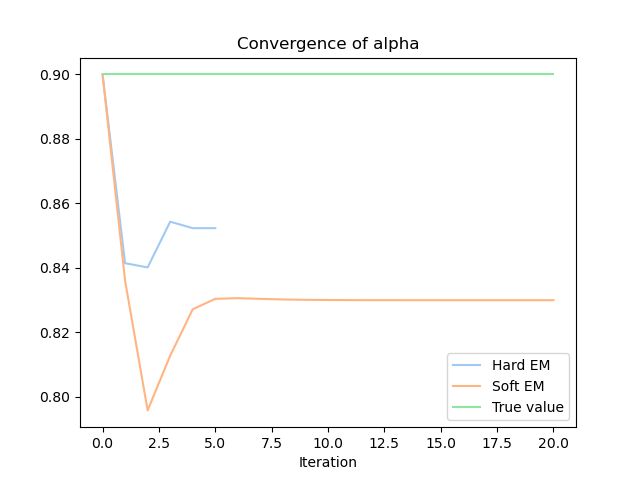 Convergence of alpha
0.90
0.88
0.86
0.84
0.82
0.80
0.0 2.5 5.0 7.5 10.0 12.5 15.0 17.5 20.0
Iteration
Hard EM
Soft EM
True value